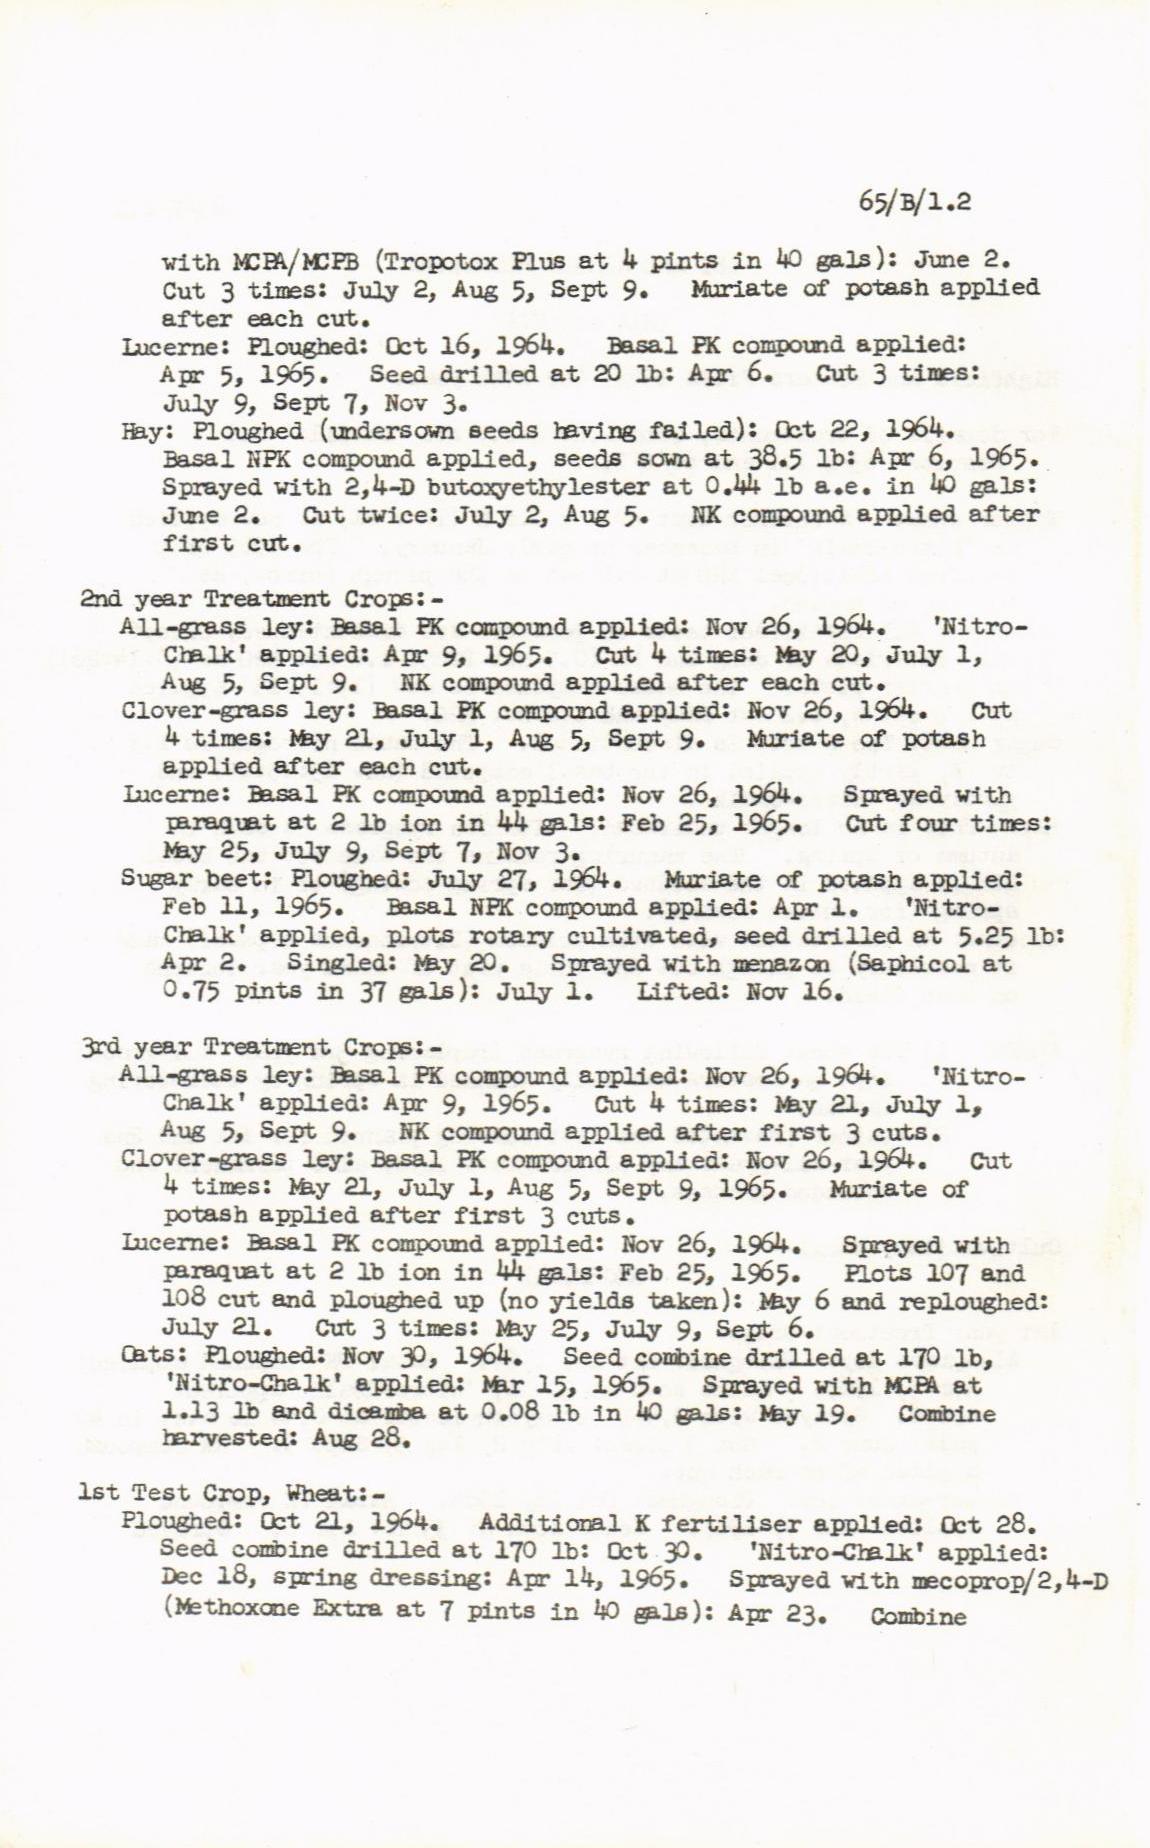 65/B/1.2
with MCPA/MCPB (Tropotox Plus at 4 pints in 40 gals): June 2.
Cut 3 times: July 2, Aug 5, Sept 9. Muriate of potash applied
after each cut.
Lucerne: Ploughed: Oct 16, 1964. Basal PK compound applied:
Apr 5, 1965. Seed drilled at 20 lb: Apr 6. Cut 3 times:
July 9, Sept 7, Nov 3.
Hay: Ploughed (undersown seeds having failed): Oct 22, 1964.
Basal NPK compound applied, seeds sown at 38.5 lb: Apr 6, 1965.
Sprayed with 2,4-D butoxyethylester at 0.44 lb a.e. in 40 gals:
June 2. Cut twice: July 2, Aug 5. NK compound applied after
first cut.
2nd year Treatment Crops:-
All-grass ley: Basal PK compound applied: Nov 26, 1964. 'Nitro-
Chalk' applied: Apr 9, 1965. Cut 4 times: May 20, July 1,
Aug 5, Sept 9. NK compound applied after each cut.
Clover-grass ley: Basal PK compound applied: Nov 26, 1964. Cut
4 times: May 21, July 1, Aug 5, Sept 9. Muriate of potash
applied after each cut.
Lucerne: Basal PK compound applied: Nov 26, 1964. Sprayed with
paraquat at 2 lb ion in 44 gals: Feb 25, 1965. Cut four times:
May 25, July 9, Sept 7, Nov 3.
Sugar beet: Ploughed: July 27, 1964. Muriate of potash applied:
Feb 11, 1965. Basal NPK compound applied: Apr 1. 'Nitro-
Chalk' applied, plots rotary cultivated, seed drilled at 5.25 lb:
Apr 2. Singled: May 20. Sprayed with menazon (Saphicol at
0.75 pints in 37 gals): July 1. Lifted: Nov 16.
3rd year Treatment Crops:-
All-grass ley: Basal PK compound applied: Nov 26, 1964. 'Nitro-
Chalk' applied: Apr 9, 1965. Cut 4 times: May 21, July 1,
Aug 5, Sept 9. NK compound applied after first 3 cuts.
Clover-grass ley: Basal PK compound applied: Nov 26, 1964. Cut
4 times: May 21, July 1, Aug 5, Sept 9, 1965. Muriate of
potash applied after first 3 cuts.
Lucerne: Basal PK compound applied: Nov 26, 1964. Sprayed with
paraquat at 2 lb ion in 44 gals: Feb 25, 1965. Plots 107 and
108 cut and ploughed up (no yields taken): May 6 and reploughed:
July 21. Cut 3 times: May 25, July 9, Sept 6.
Oats: Ploughed: Nov 30, 1964. Seed combine drilled at 170 lb,
'Nitro-Chalk' applied: Mar 15, 1965. Sprayed with MCPA at
1.13 lb and dicamba at 0.08 lb in 40 gals: May 19. Combine
harvested: Aug 28.
1st Test Crop, Wheat:-
Ploughed: Oct 21, 1964. Additional K fertiliser applied: Oct 28.
Seed combine drilled at 170 lb: Oct 30. 'Nitro-Chalk' applied:
Dec 18, spring dressing: Apr 14, 1965. Sprayed with mecoprop/2,4-D
(Methoxone Extra at 7 pints in 40 gals): Apr 23. Combine